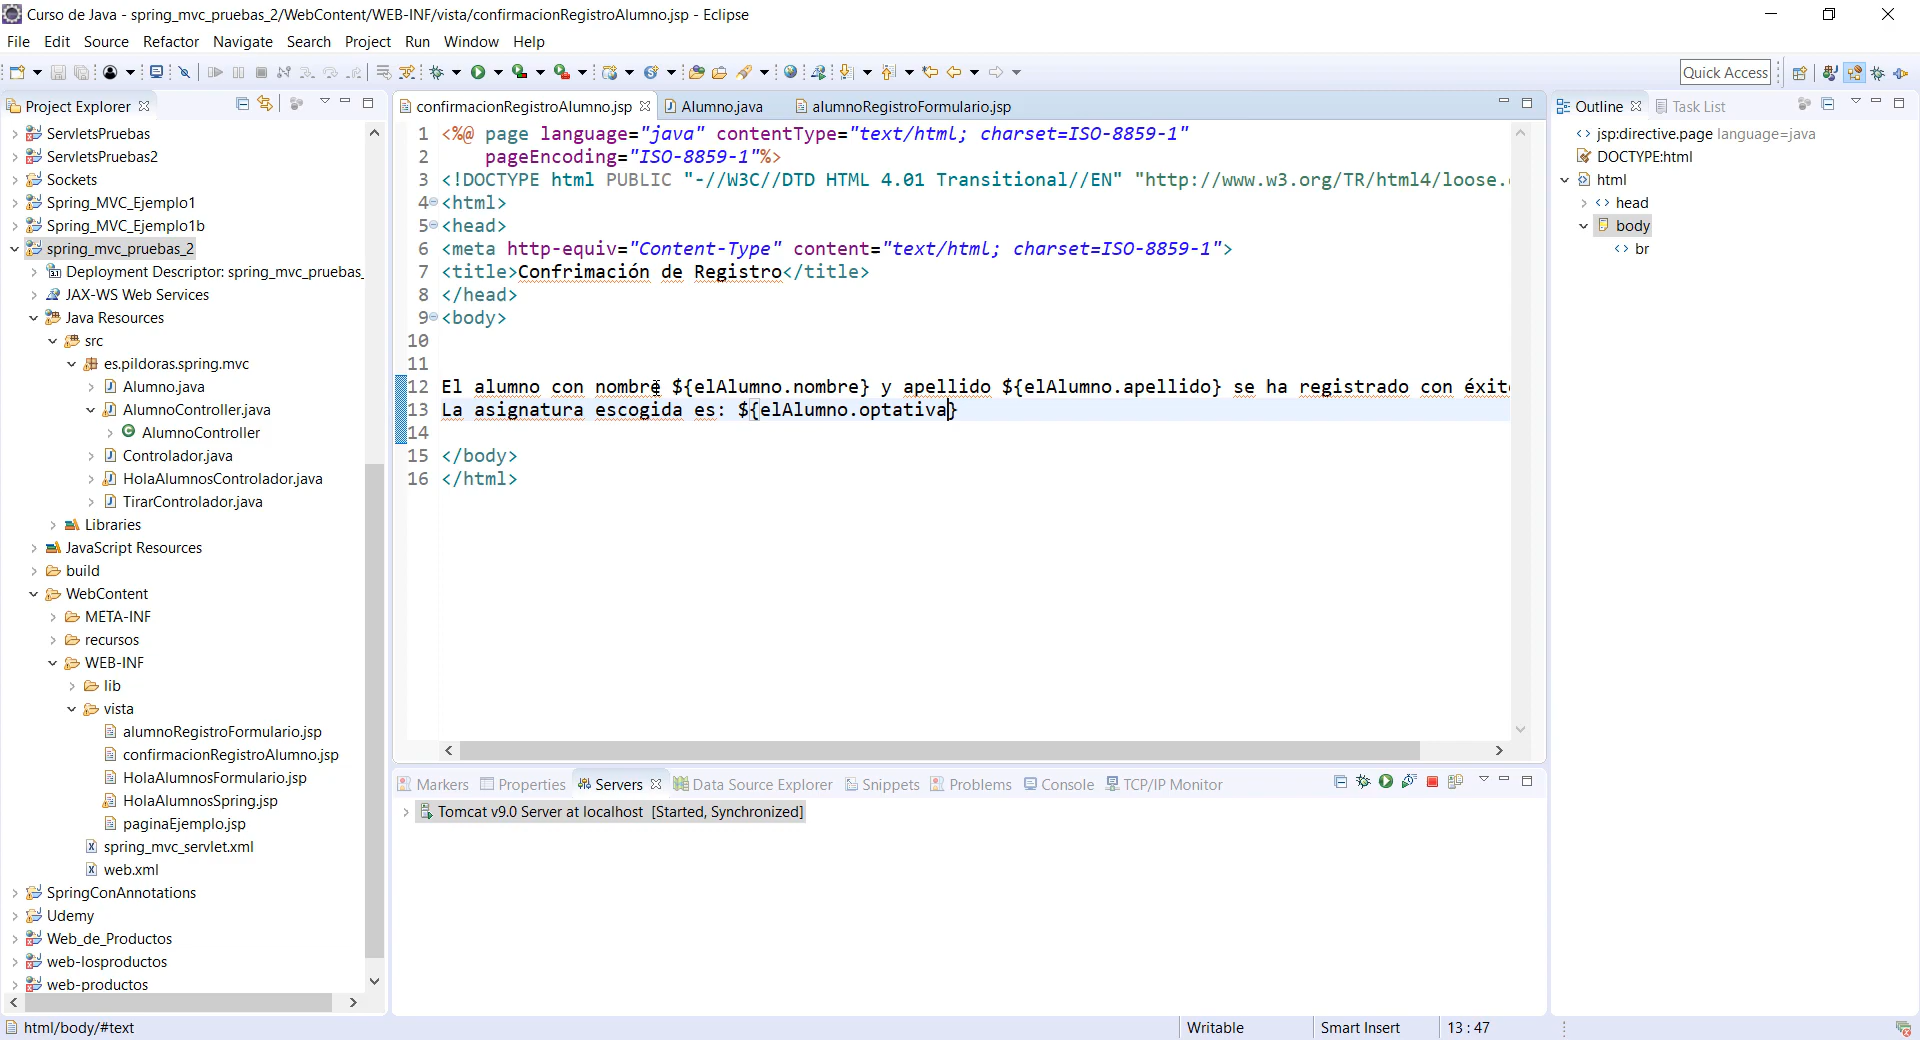 Curso de Java - spring_mvc_pruebas_2/WebContent/WEB-INF/vista/confirmacionRegistroAlumno.jsp - Eclipse
File Edit Source Refactor Navigate Search Project Run Window Help
Quick Access
Project Explorer
ServletsPruebas
ServletsPruebas2
Sockets
Spring_MVC_Ejemplo1
Spring_MVC_Ejemplo1b
spring_mvc_pruebas_2
Deployment Descriptor: spring_mvc_pruebas_
JAX-WS Web Services
Java Resources
src
es.pildoras.spring.mvc
Alumno.java
AlumnoController.java
AlumnoController
Controlador.java
HolaAlumnosControlador.java
TirarControlador.java
Libraries
JavaScript Resources
build
WebContent
META-INF
recursos
WEB-INF
lib
vista
alumnoRegistroFormulario.jsp
confirmacionRegistroAlumno.jsp
HolaAlumnosFormulario.jsp
HolaAlumnosSpring.jsp
paginaEjemplo.jsp
spring_mvc_servlet.xml
web.xml
SpringConAnnotations
Udemy
Web_de_Productos
web-losproductos
web-productos
confirmacionRegistroAlumno.jsp Alumno.java alumnoRegistroFormulario.jsp
1 <%@ page language="java" contentType="text/html; charset=ISO-8859-1"
2 pageEncoding="ISO-8859-1"%>
3 <!DOCTYPE html PUBLIC "-//W3C//DTD HTML 4.01 Transitional//EN" "http://www.w3.org/TR/html4/loose.
4 <html>
5 <head>
6 <meta http-equiv="Content-Type" content="text/html; charset=ISO-8859-1">
7 <title>Confrimación de Registro</title>
8 </head>
9 <body>
10
11
12 El alumno con nombre ${elAlumno.nombre} y apellido ${elAlumno.apellido} se ha registrado con éxito
13 La asignatura escogida es: ${elAlumno.optativa}
14
15 </body>
16 </html>
Markers Properties Servers Data Source Explorer Snippets Problems Console TCP/IP Monitor
Tomcat v9.0 Server at localhost [Started, Synchronized]
Outline Task List
jsp:directive.page language=java
DOCTYPE:html
html
head
body
br
html/body/#text Writable Smart Insert 13 : 47